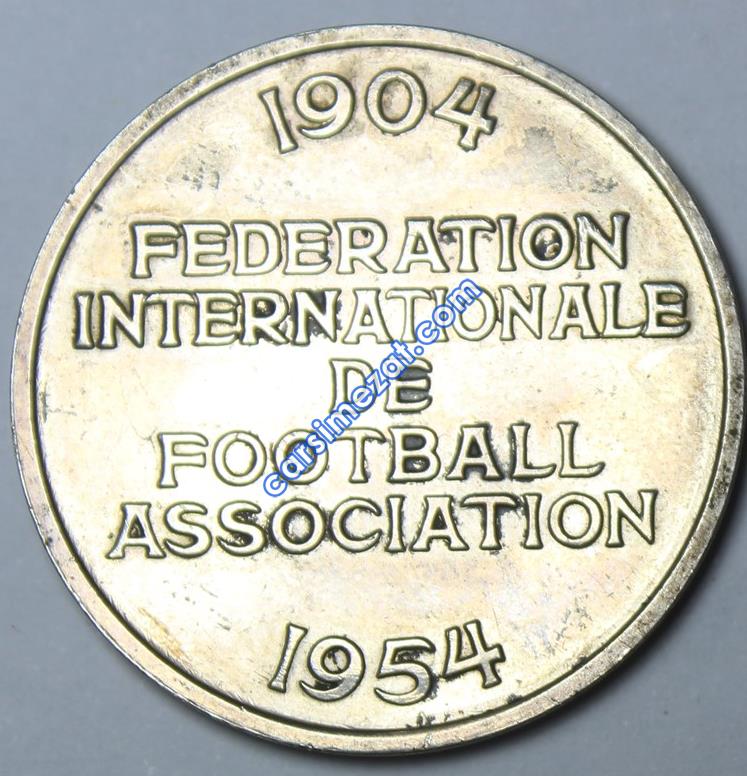 1904
FEDERATION
INTERNATIONALE
DE
FOOTBALL
ASSOCIATION
1954
carsimezat.com